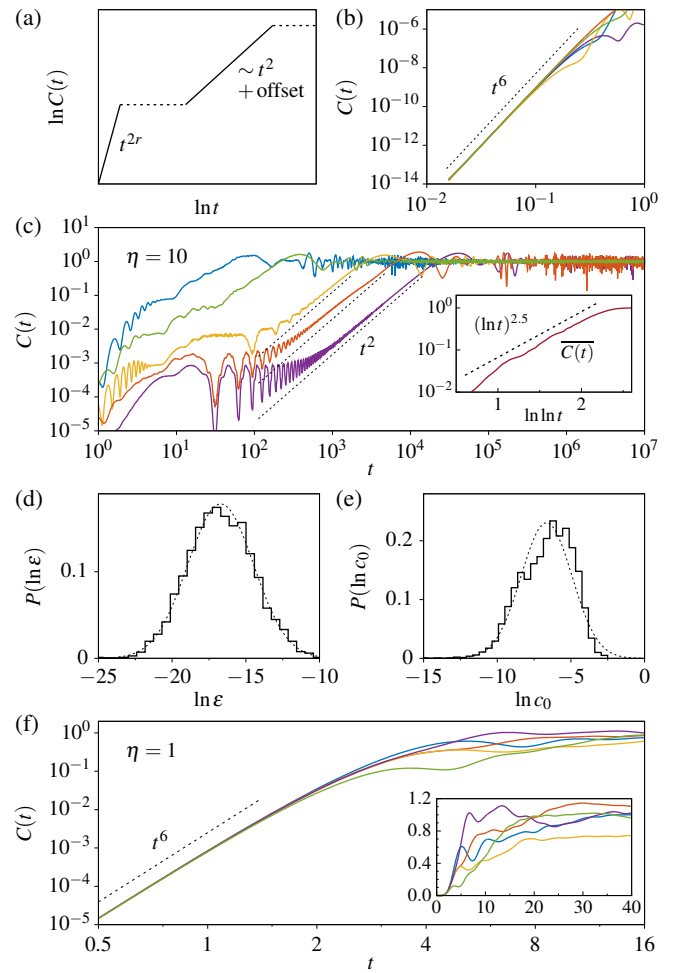 (a)
ln C(t)
t^{2r}
∼ t^2
+ offset
ln t
(b)
C(t)
10^{-6}
10^{-8}
10^{-10}
10^{-12}
10^{-14}
t^6
10^{-2} 10^{-1} 10^0
(c)
C(t)
10^1
10^0
10^{-1}
10^{-2}
10^{-3}
10^{-4}
10^{-5}
η = 10
t^2
10^0 10^1 10^2 10^3 10^4 10^5 10^6 10^7
t
10^0
10^{-1}
10^{-2}
(ln t)^{2.5}
\overline{C(t)}
1 2
ln ln t
(d)
P(ln ε)
0.1
0
−25 −20 −15 −10
ln ε
(e)
P(ln c_0)
0.2
0.1
0
−15 −10 −5 0
ln c_0
(f)
C(t)
10^0
10^{-1}
10^{-2}
10^{-3}
10^{-4}
10^{-5}
η = 1
t^6
0.5 1 2 4 8 16
t
1.2
0.8
0.4
0.0
0 10 20 30 40